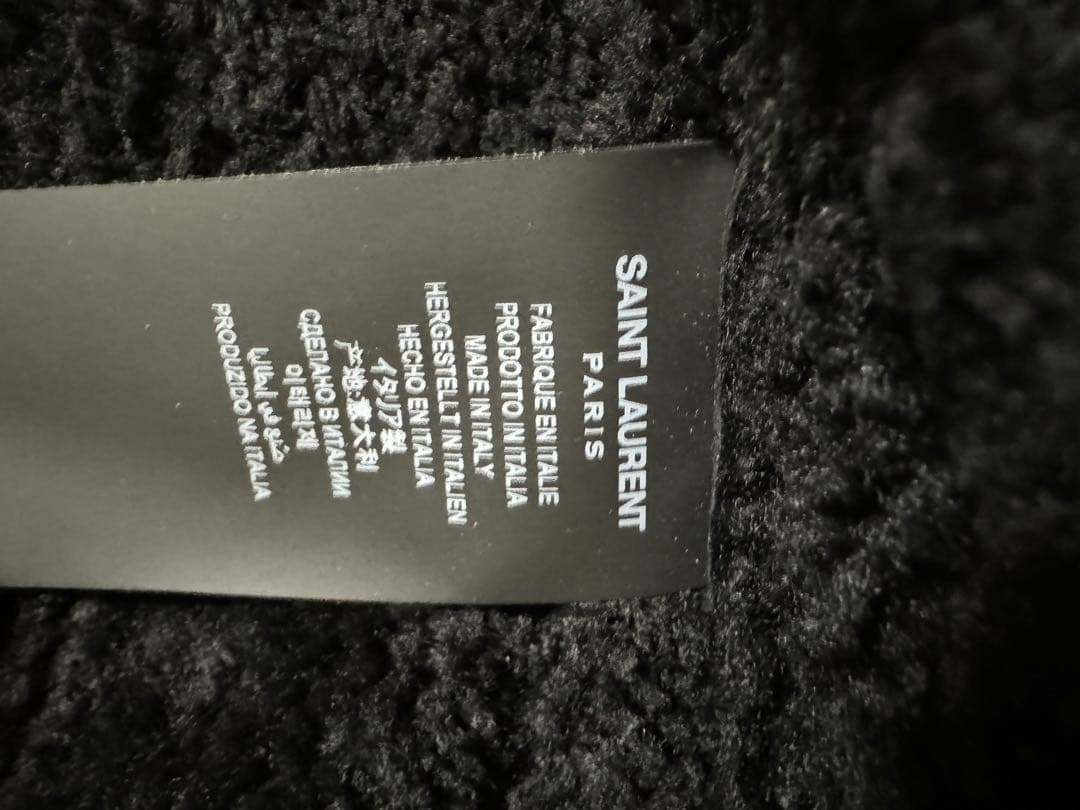 SAINT LAURENT
PARIS
FABRIQUE EN ITALIE
PRODOTTO IN ITALIA
MADE IN ITALY
HERGESTELLT IN ITALIEN
HECHO EN ITALIA
イタリア製
产地:意大利
СДЕЛАНО В ИТАЛИИ
이태리제
صنع في إيطاليا
PRODUZIDO NA ITALIA